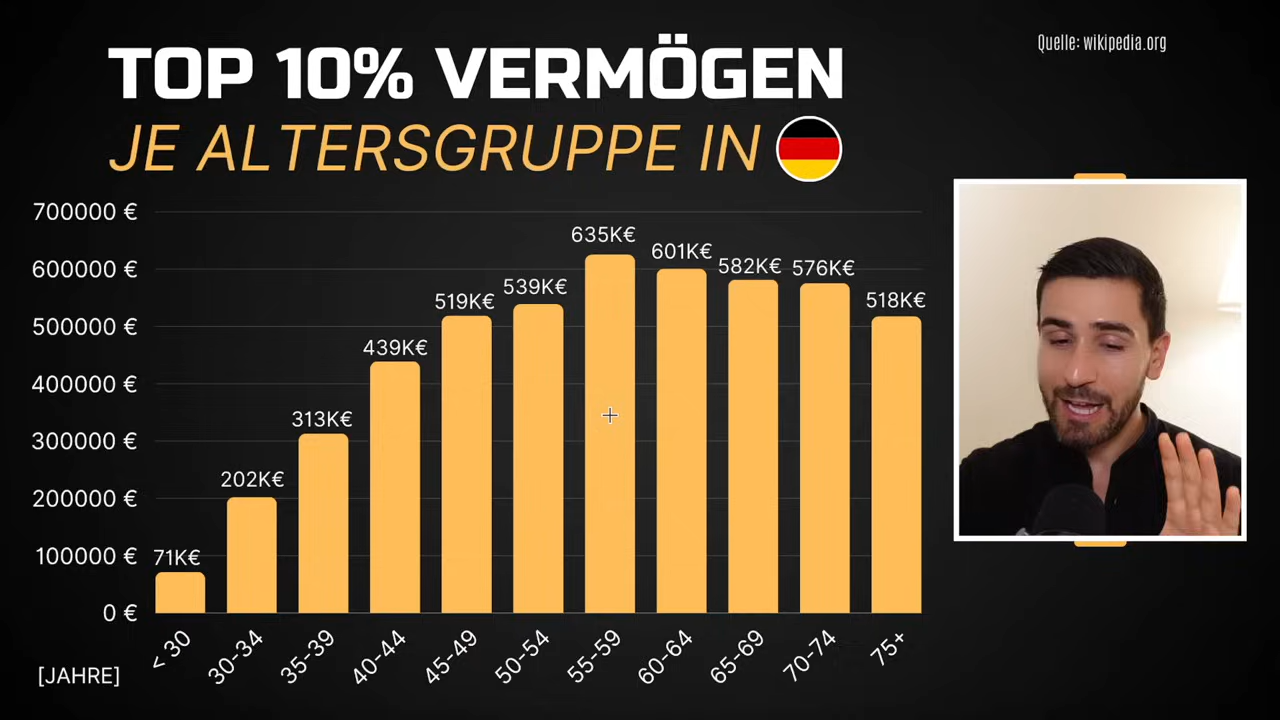 Quelle: wikipedia.org
TOP 10% VERMÖGEN
JE ALTERSGRUPPE IN
700000 €
600000 €
500000 €
400000 €
300000 €
200000 €
100000 €
0 €
71K€
202K€
313K€
439K€
519K€
539K€
635K€
601K€
582K€
576K€
518K€
< 30
30-34
35-39
40-44
45-49
50-54
55-59
60-64
65-69
70-74
75+
[JAHRE]